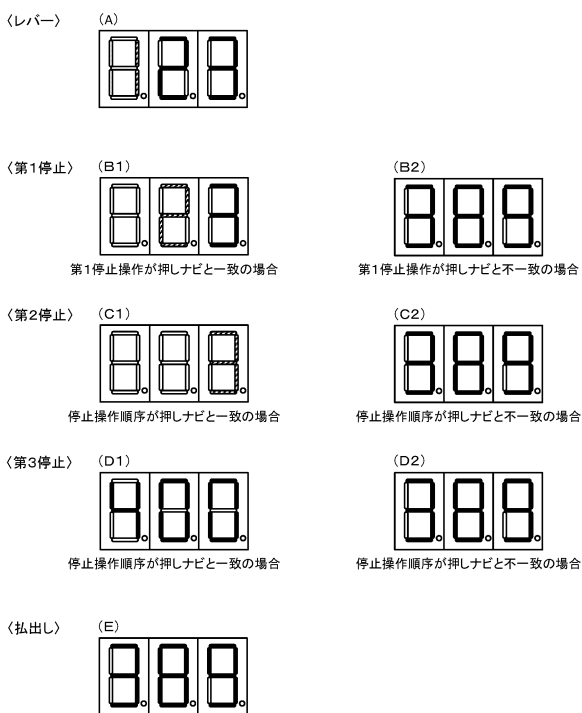 〈レバー〉 (A)
〈第1停止〉 (B1) (B2)
第1停止操作が押しナビと一致の場合 第1停止操作が押しナビと不一致の場合
〈第2停止〉 (C1) (C2)
停止操作順序が押しナビと一致の場合 停止操作順序が押しナビと不一致の場合
〈第3停止〉 (D1) (D2)
停止操作順序が押しナビと一致の場合 停止操作順序が押しナビと不一致の場合
〈払出し〉 (E)